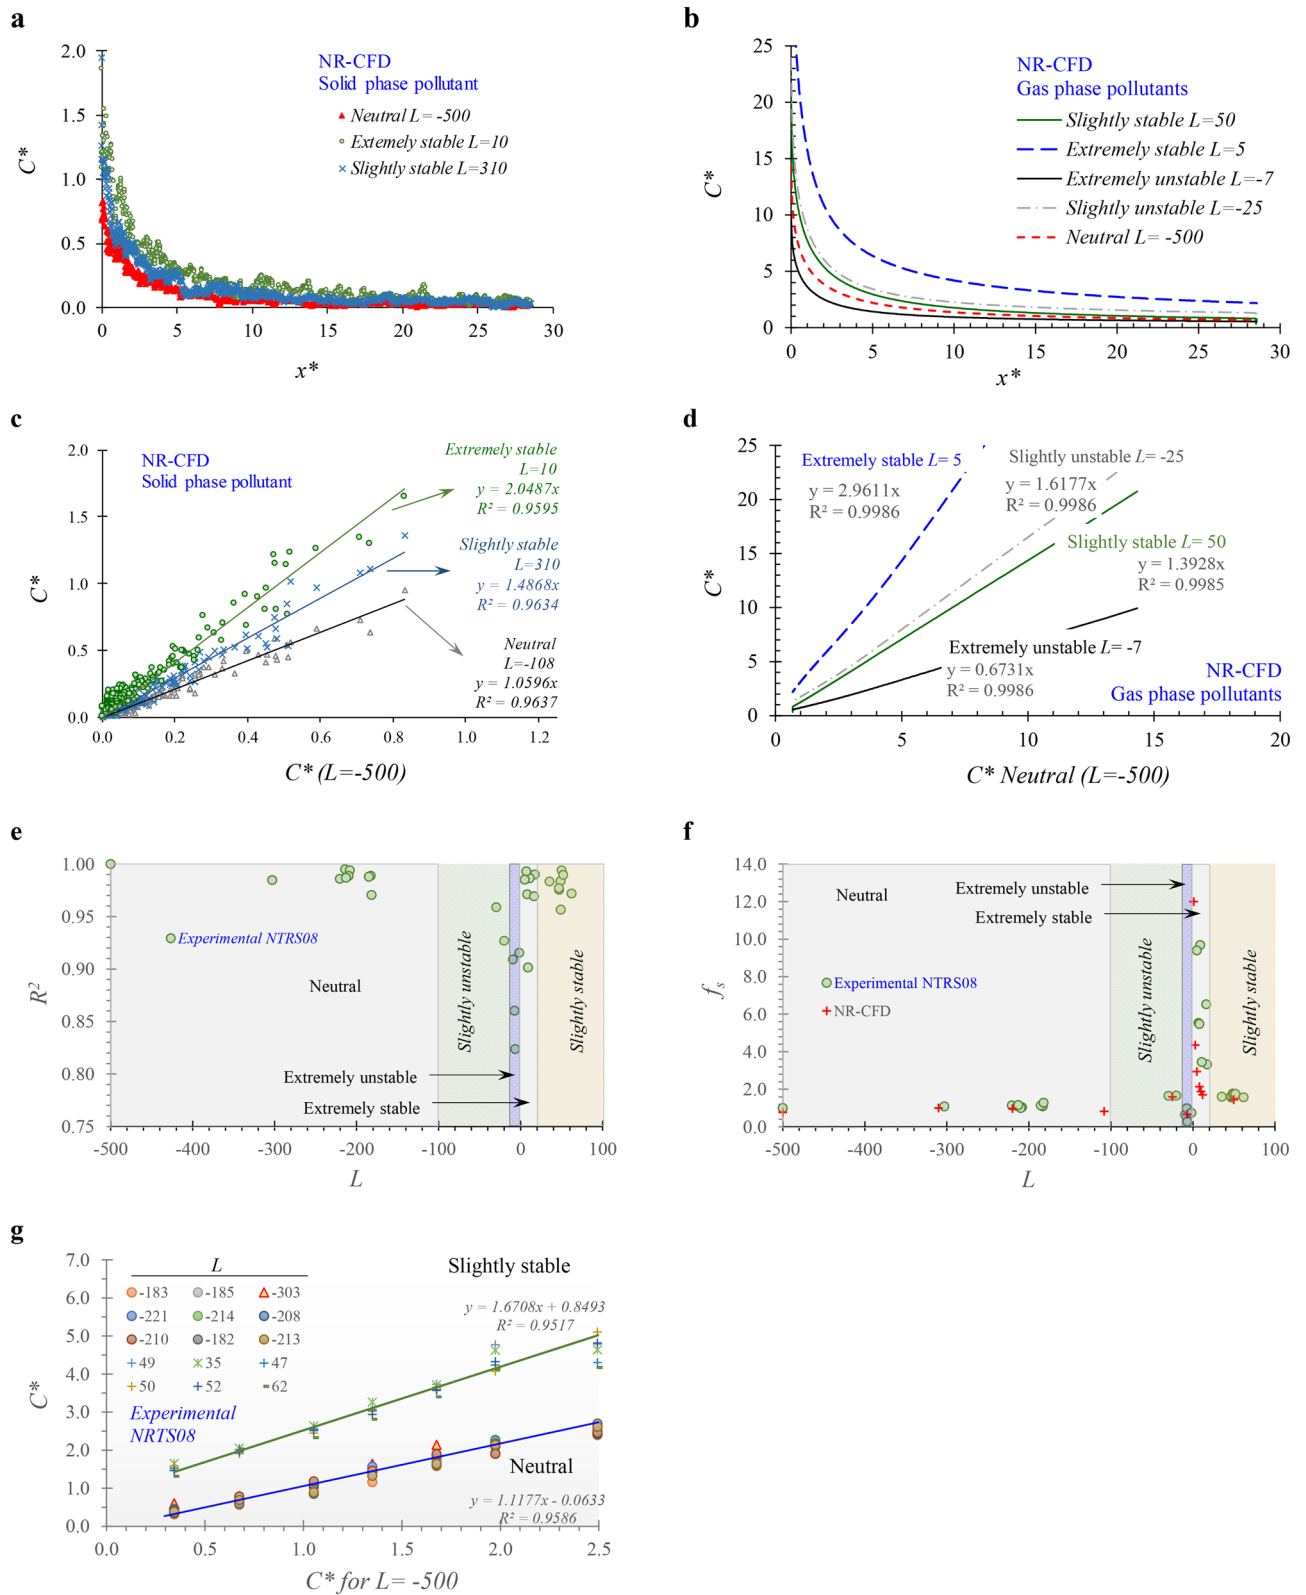 a
2.0
1.5
1.0
0.5
0.0
C*
NR-CFD
Solid phase pollutant
Neutral L = -500
Extemely stable L=10
Slightly stable L=310
0 5 10 15 20 25 30
x*
b
25
20
15
10
5
0
C*
NR-CFD
Gas phase pollutants
Slightly stable L=50
Extremely stable L=5
Extremely unstable L=-7
Slightly unstable L=-25
Neutral L= -500
0 5 10 15 20 25 30
x*
c
2.0
1.5
1.0
0.5
0.0
C*
NR-CFD
Solid phase pollutant
Extremely stable
L=10
y = 2.0487x
R² = 0.9595
Slightly stable
L=310
y = 1.4868x
R² = 0.9634
Neutral
L=-108
y = 1.0596x
R² = 0.9637
0.0 0.2 0.4 0.6 0.8 1.0 1.2
C* (L=-500)
d
25
20
15
10
5
0
C*
Extremely stable L= 5
y = 2.9611x
R² = 0.9986
Slightly unstable L= -25
y = 1.6177x
R² = 0.9986
Slightly stable L= 50
y = 1.3928x
R² = 0.9985
Extremely unstable L= -7
y = 0.6731x
R² = 0.9986
NR-CFD
Gas phase pollutants
0 5 10 15 20
C* Neutral (L=-500)
e
1.00
0.95
0.90
0.85
0.80
0.75
R²
Experimental NTRS08
Neutral
Slightly unstable
Slightly stable
Extremely unstable
Extremely stable
-500 -400 -300 -200 -100 0 100
L
f
14.0
12.0
10.0
8.0
6.0
4.0
2.0
0.0
fs
Neutral
Extremely unstable
Extremely stable
Experimental NTRS08
NR-CFD
Slightly unstable
Slightly stable
-500 -400 -300 -200 -100 0 100
L
g
7.0
6.0
5.0
4.0
3.0
2.0
1.0
0.0
C*
L
-183 -185 -303
-221 -214 -208
-210 -182 -213
49 35 47
50 52 62
Slightly stable
y = 1.6708x + 0.8493
R² = 0.9517
Experimental
NRTS08
Neutral
y = 1.1177x - 0.0633
R² = 0.9586
0.0 0.5 1.0 1.5 2.0 2.5
C* for L= -500